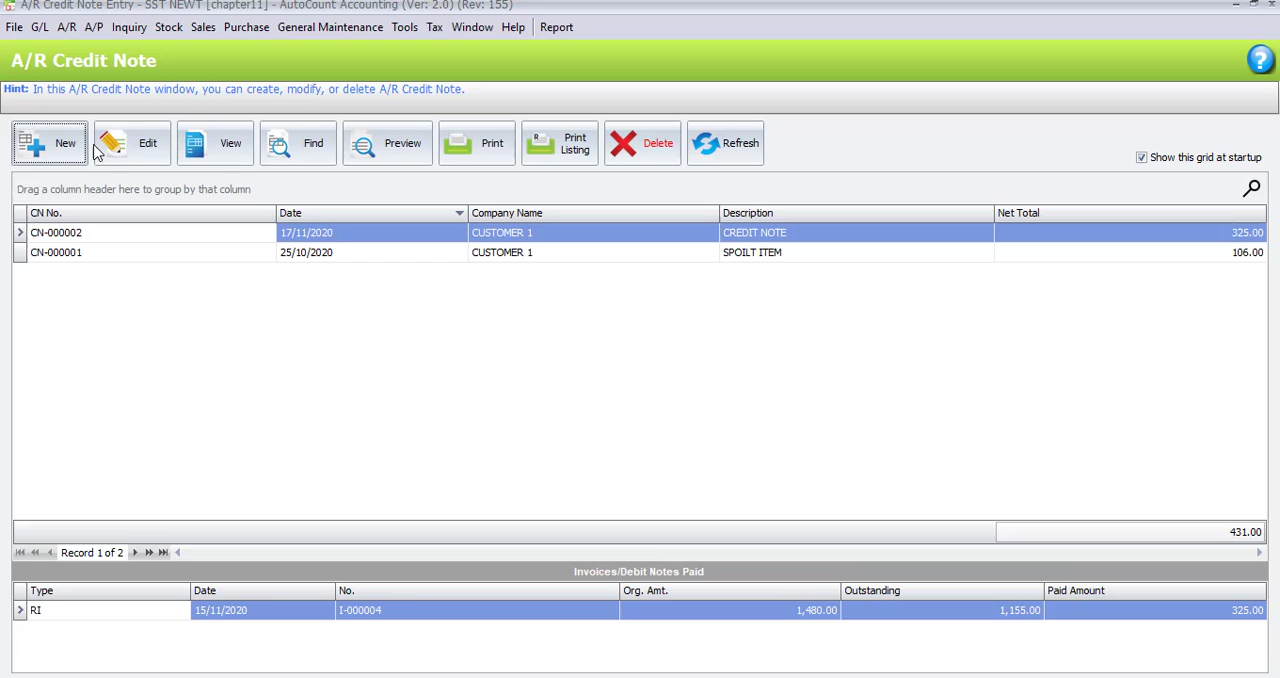 A/R Credit Note Entry - SST NEWT [chapter11] - AutoCount Accounting (Ver: 2.0) (Rev: 155)
File G/L A/R A/P Inquiry Stock Sales Purchase General Maintenance Tools Tax Window Help Report
A/R Credit Note
Hint: In this A/R Credit Note window, you can create, modify, or delete A/R Credit Note.
New Edit View Find Preview Print Print Listing Delete Refresh
Show this grid at startup
Drag a column header here to group by that column
CN No. Date Company Name Description Net Total
CN-000002 17/11/2020 CUSTOMER 1 CREDIT NOTE 325.00
CN-000001 25/10/2020 CUSTOMER 1 SPOILT ITEM 106.00
431.00
Record 1 of 2
Invoices/Debit Notes Paid
Type Date No. Org. Amt. Outstanding Paid Amount
RI 15/11/2020 I-000004 1,480.00 1,155.00 325.00